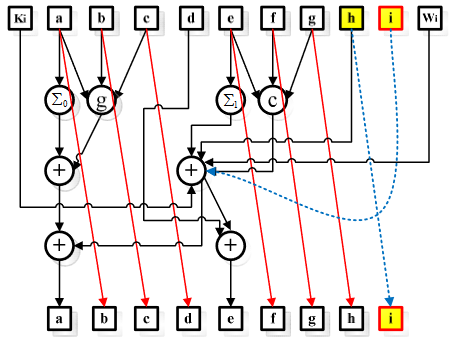 Ki a b c d e f g h i Wi
Σ0 g Σ1 c
+ +
+ +
a b c d e f g h i